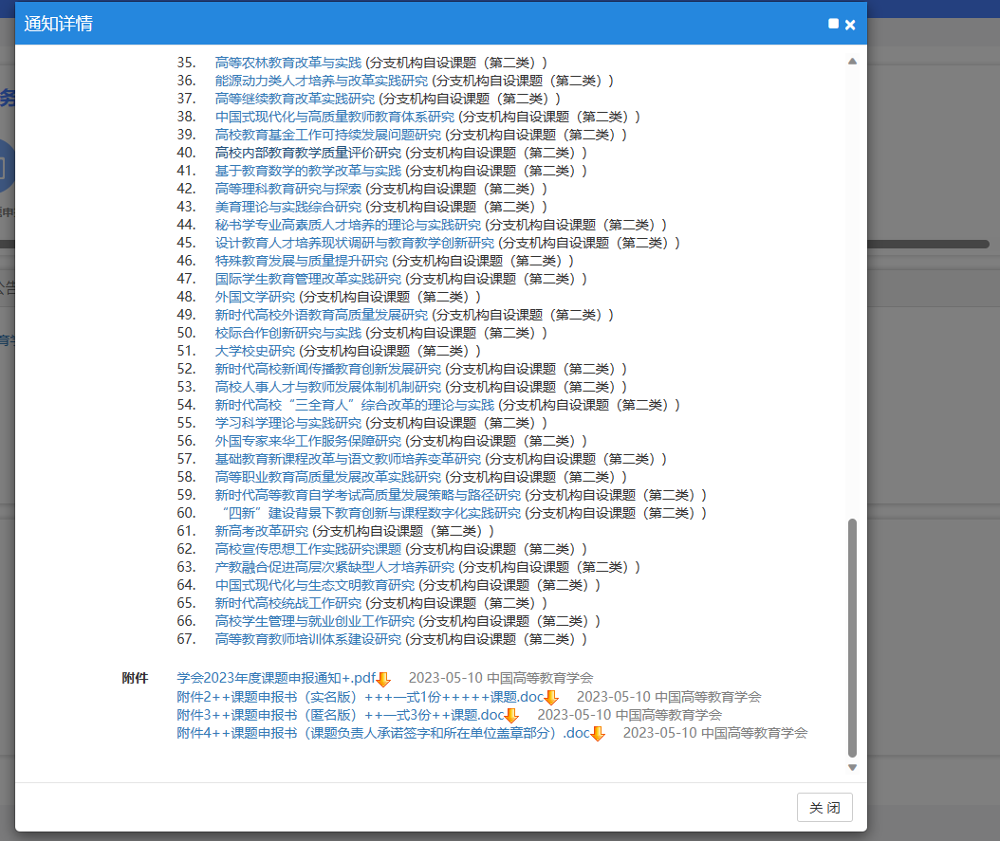 通知详情
35. 高等农林教育改革与实践 (分支机构自设课题（第二类）)
36. 能源动力类人才培养与改革实践研究 (分支机构自设课题（第二类）)
37. 高等继续教育改革实践研究 (分支机构自设课题（第二类）)
38. 中国式现代化与高质量教师教育体系研究 (分支机构自设课题（第二类）)
39. 高校教育基金工作可持续发展问题研究 (分支机构自设课题（第二类）)
40. 高校内部教育教学质量评价研究 (分支机构自设课题（第二类）)
41. 基于教育数学的教学改革与实践 (分支机构自设课题（第二类）)
42. 高等理科教育研究与探索 (分支机构自设课题（第二类）)
43. 美育理论与实践综合研究 (分支机构自设课题（第二类）)
44. 秘书学专业高素质人才培养的理论与实践研究 (分支机构自设课题（第二类）)
45. 设计教育人才培养现状调研与教育教学创新研究 (分支机构自设课题（第二类）)
46. 特殊教育发展与质量提升研究 (分支机构自设课题（第二类）)
47. 国际学生教育管理改革实践研究 (分支机构自设课题（第二类）)
48. 外国文学研究 (分支机构自设课题（第二类）)
49. 新时代高校外语教育高质量发展研究 (分支机构自设课题（第二类）)
50. 校际合作创新研究与实践 (分支机构自设课题（第二类）)
51. 大学校史研究 (分支机构自设课题（第二类）)
52. 新时代高校新闻传播教育创新发展研究 (分支机构自设课题（第二类）)
53. 高校人事人才与教师发展体制机制研究 (分支机构自设课题（第二类）)
54. 新时代高校“三全育人”综合改革的理论与实践 (分支机构自设课题（第二类）)
55. 学习科学理论与实践研究 (分支机构自设课题（第二类）)
56. 外国专家来华工作服务保障研究 (分支机构自设课题（第二类）)
57. 基础教育新课程改革与语文教师培养变革研究 (分支机构自设课题（第二类）)
58. 高等职业教育高质量发展改革实践研究 (分支机构自设课题（第二类）)
59. 新时代高等教育自学考试高质量发展策略与路径研究 (分支机构自设课题（第二类）)
60. “四新”建设背景下教育创新与课程数字化实践研究 (分支机构自设课题（第二类）)
61. 新高考改革研究 (分支机构自设课题（第二类）)
62. 高校宣传思想工作实践研究课题 (分支机构自设课题（第二类）)
63. 产教融合促进高层次紧缺型人才培养研究 (分支机构自设课题（第二类）)
64. 中国式现代化与生态文明教育研究 (分支机构自设课题（第二类）)
65. 新时代高校统战工作研究 (分支机构自设课题（第二类）)
66. 高校学生管理与就业创业工作研究 (分支机构自设课题（第二类）)
67. 高等教育教师培训体系建设研究 (分支机构自设课题（第二类）)
附件 学会2023年度课题申报通知+.pdf 2023-05-10 中国高等教育学会
附件2++课题申报书（实名版）+++一式1份+++++课题.doc 2023-05-10 中国高等教育学会
附件3++课题申报书（匿名版）++一式3份++课题.doc 2023-05-10 中国高等教育学会
附件4++课题申报书（课题负责人承诺签字和所在单位盖章部分）.doc 2023-05-10 中国高等教育学会
关 闭